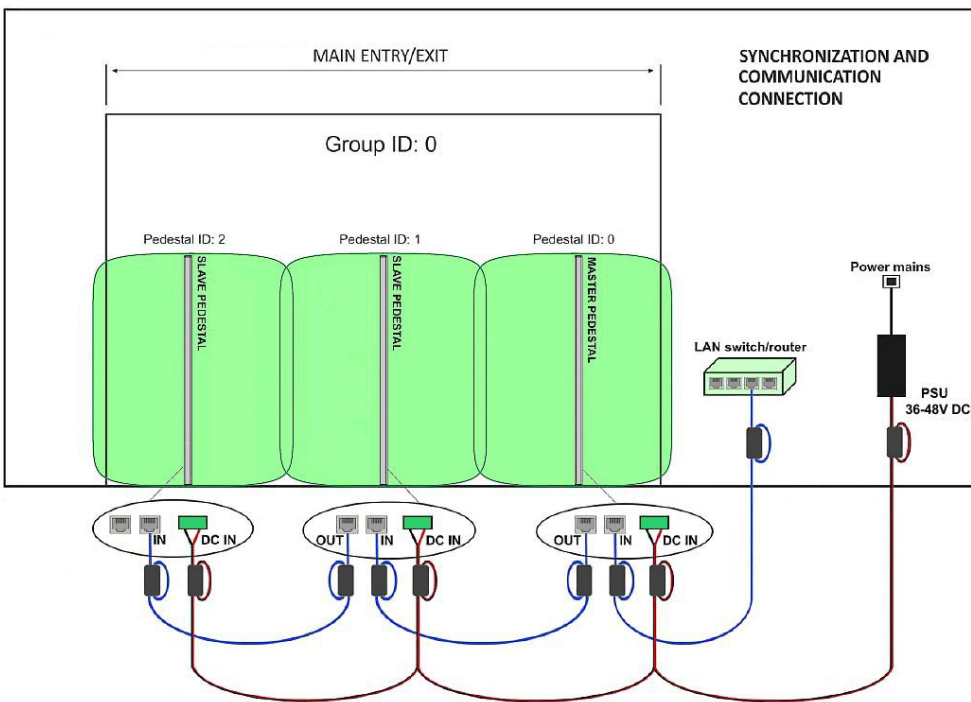 MAIN ENTRY/EXIT
SYNCHRONIZATION AND
COMMUNICATION
CONNECTION
Group ID: 0
Pedestal ID: 2
Pedestal ID: 1
Pedestal ID: 0
SLAVE PEDESTAL
SLAVE PEDESTAL
MASTER PEDESTAL
Power mains
LAN switch/router
PSU
36-48V DC
IN
DC IN
OUT
IN
DC IN
OUT
IN
DC IN